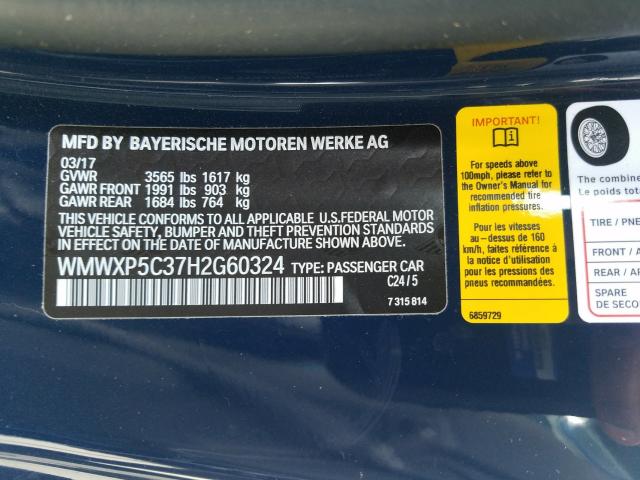 MFD BY BAYERISCHE MOTOREN WERKE AG
03/17
GVWR 3565 lbs 1617 kg
GAWR FRONT 1991 lbs 903 kg
GAWR REAR 1684 lbs 764 kg
THIS VEHICLE CONFORMS TO ALL APPLICABLE U.S.FEDERAL MOTOR
VEHICLE SAFETY, BUMPER AND THEFT PREVENTION STANDARDS
IN EFFECT ON THE DATE OF MANUFACTURE SHOWN ABOVE.
WMWXP5C37H2G60324 TYPE: PASSENGER CAR
C24/5
7 315 814
IMPORTANT!
For speeds above
100mph, please refer to
the Owner's Manual for
recommended tire
inflation pressures.
Pour les vitesses
au-dessus de 160
km/h, faites référence à
la notice d'utilisation
pour les pressions de
pneu recommandées.
6859729
The combine
Le poids tota
TIRE / PNE
FRONT / A
REAR / AR
SPARE
DE SECOU